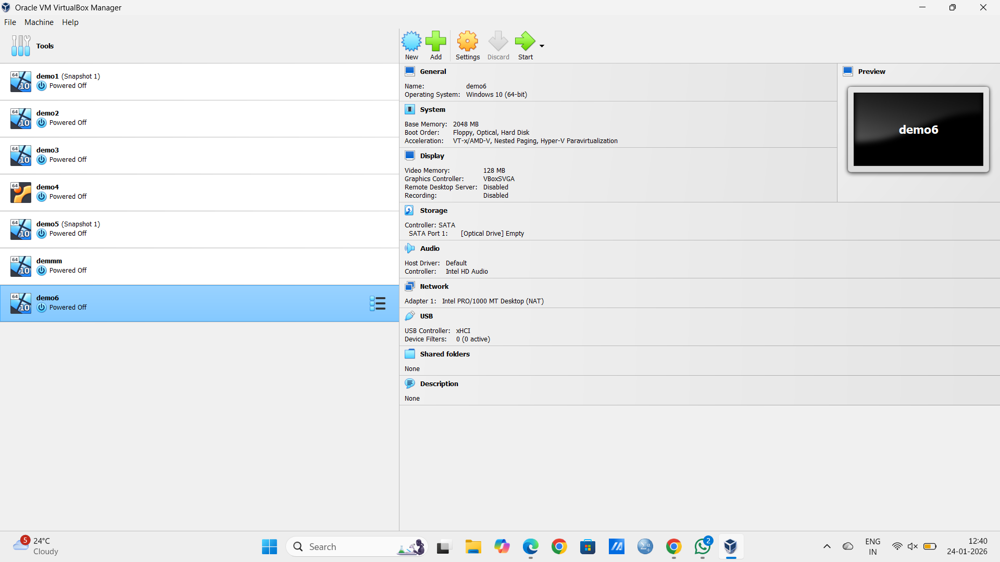 Oracle VM VirtualBox Manager
File Machine Help
Tools
New Add Settings Discard Start
64 10 demo1 (Snapshot 1)
Powered Off
64 10 demo2
Powered Off
64 10 demo3
Powered Off
64 demo4
Powered Off
64 10 demo5 (Snapshot 1)
Powered Off
64 10 demmm
Powered Off
64 10 demo6
Powered Off
General
Name: demo6
Operating System: Windows 10 (64-bit)
System
Base Memory: 2048 MB
Boot Order: Floppy, Optical, Hard Disk
Acceleration: VT-x/AMD-V, Nested Paging, Hyper-V Paravirtualization
Display
Video Memory: 128 MB
Graphics Controller: VBoxSVGA
Remote Desktop Server: Disabled
Recording: Disabled
Preview
demo6
Storage
Controller: SATA
SATA Port 1: [Optical Drive] Empty
Audio
Host Driver: Default
Controller: Intel HD Audio
Network
Adapter 1: Intel PRO/1000 MT Desktop (NAT)
USB
USB Controller: xHCI
Device Filters: 0 (0 active)
Shared folders
None
Description
None
5 24°C
Cloudy
Search
Σα
2
ENG
IN
12:40
24-01-2026